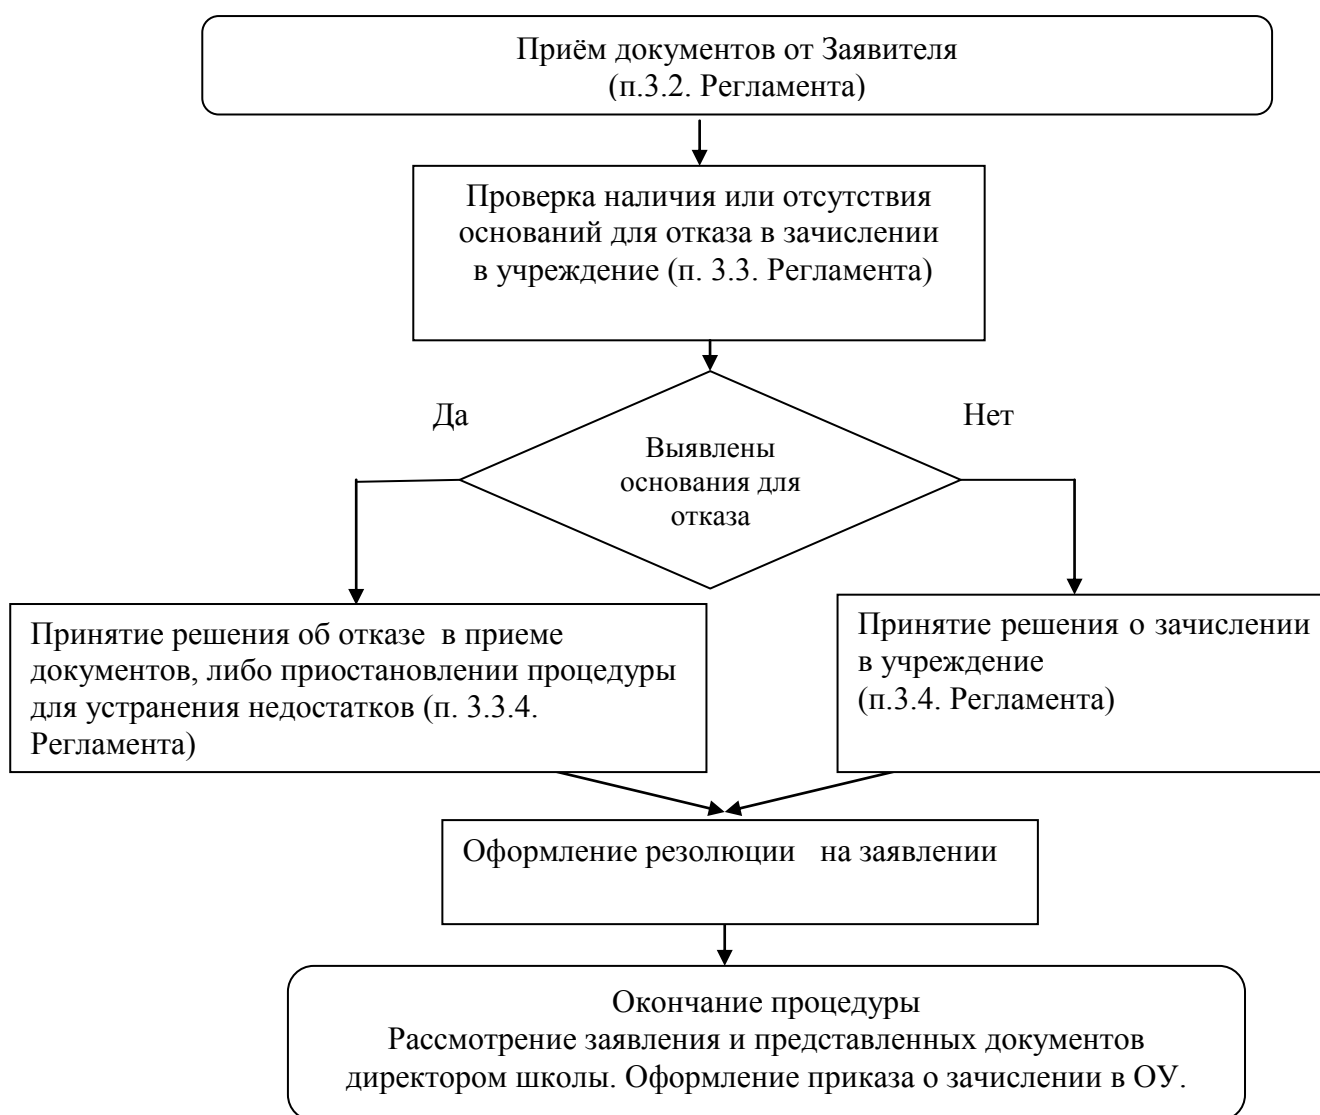 Приём документов от Заявителя
(п.3.2. Регламента)
Проверка наличия или отсутствия
оснований для отказа в зачислении
в учреждение (п. 3.3. Регламента)
Да
Нет
Выявлены
основания для
отказа
Принятие решения об отказе  в приеме
документов, либо приостановлении процедуры
для устранения недостатков (п. 3.3.4.
Регламента)
Принятие решения о зачислении
в учреждение
(п.3.4. Регламента)
Оформление резолюции   на заявлении
Окончание процедуры
Рассмотрение заявления и представленных документов
директором школы. Оформление приказа о зачислении в ОУ.